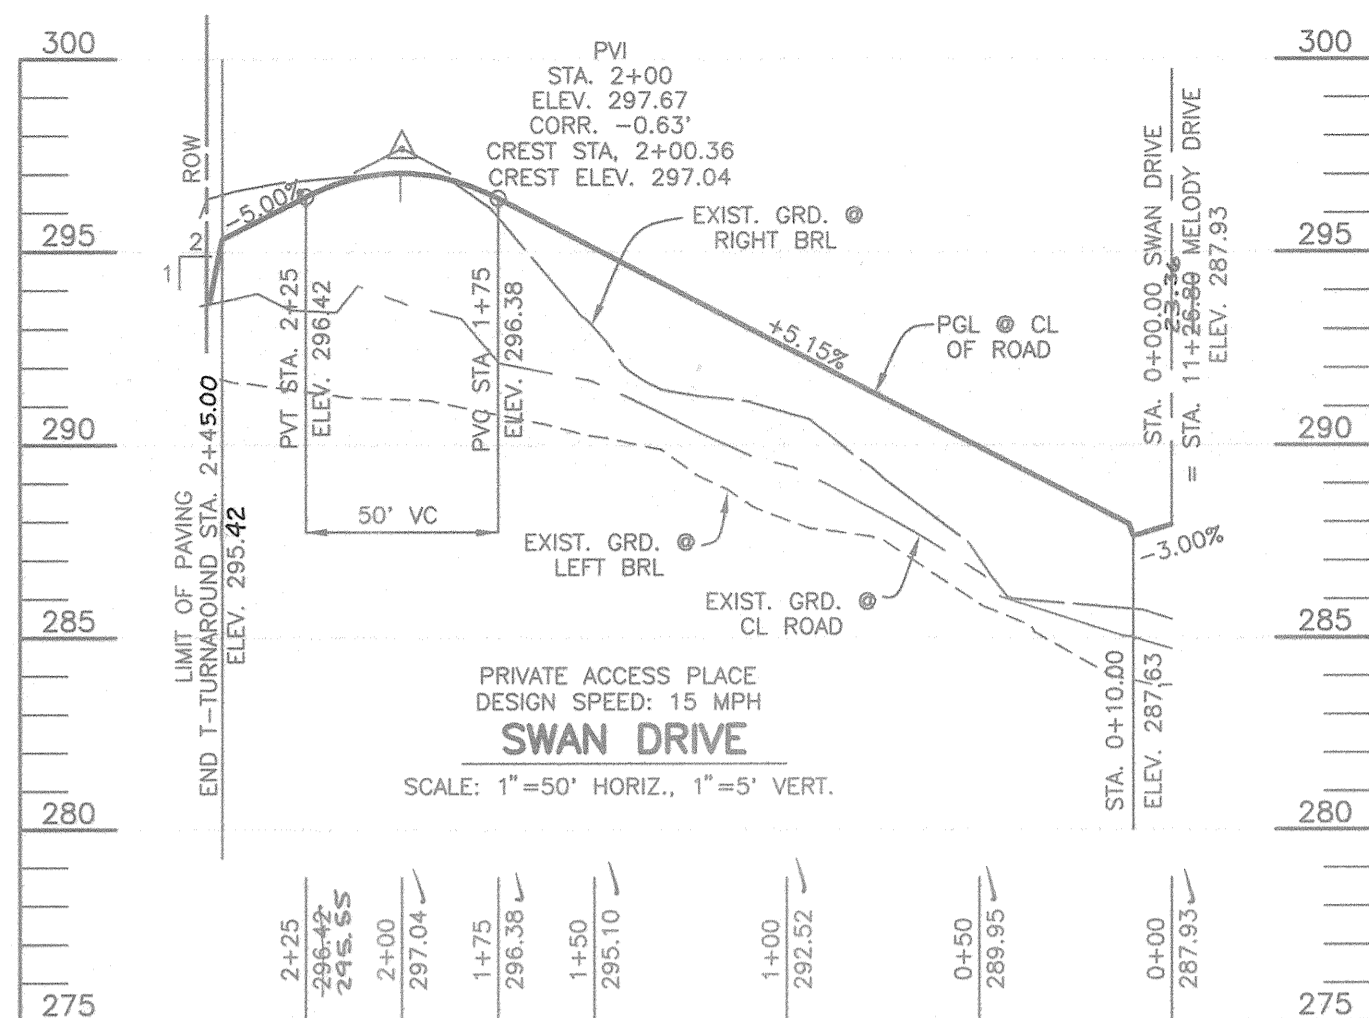 300
295
290
285
280
275
300
295
290
285
280
275
PVI
STA. 2+00
ELEV. 297.67
CORR. -0.63'
CREST STA, 2+00.36
CREST ELEV. 297.04
ROW
-5.00%
2
1
EXIST. GRD. @
RIGHT BRL
+5.15%
PGL @ CL
OF ROAD
STA. 0+00.00 SWAN DRIVE
23.36
= STA. 11+26.80 MELODY DRIVE
ELEV. 287.93
PVT STA. 2+25
ELEV. 296.42
PVC STA. 1+75
ELEV. 296.38
50' VC
LIMIT OF PAVING
END T-TURNAROUND STA. 2+45.00
ELEV. 295.42
EXIST. GRD. @
LEFT BRL
EXIST. GRD. @
CL ROAD
-3.00%
STA. 0+10.00
ELEV. 287.63
PRIVATE ACCESS PLACE
DESIGN SPEED: 15 MPH
SWAN DRIVE
SCALE: 1"=50' HORIZ., 1"=5' VERT.
2+25
296.42
295.55
2+00
297.04
1+75
296.38
1+50
295.10
1+00
292.52
0+50
289.95
0+00
287.93